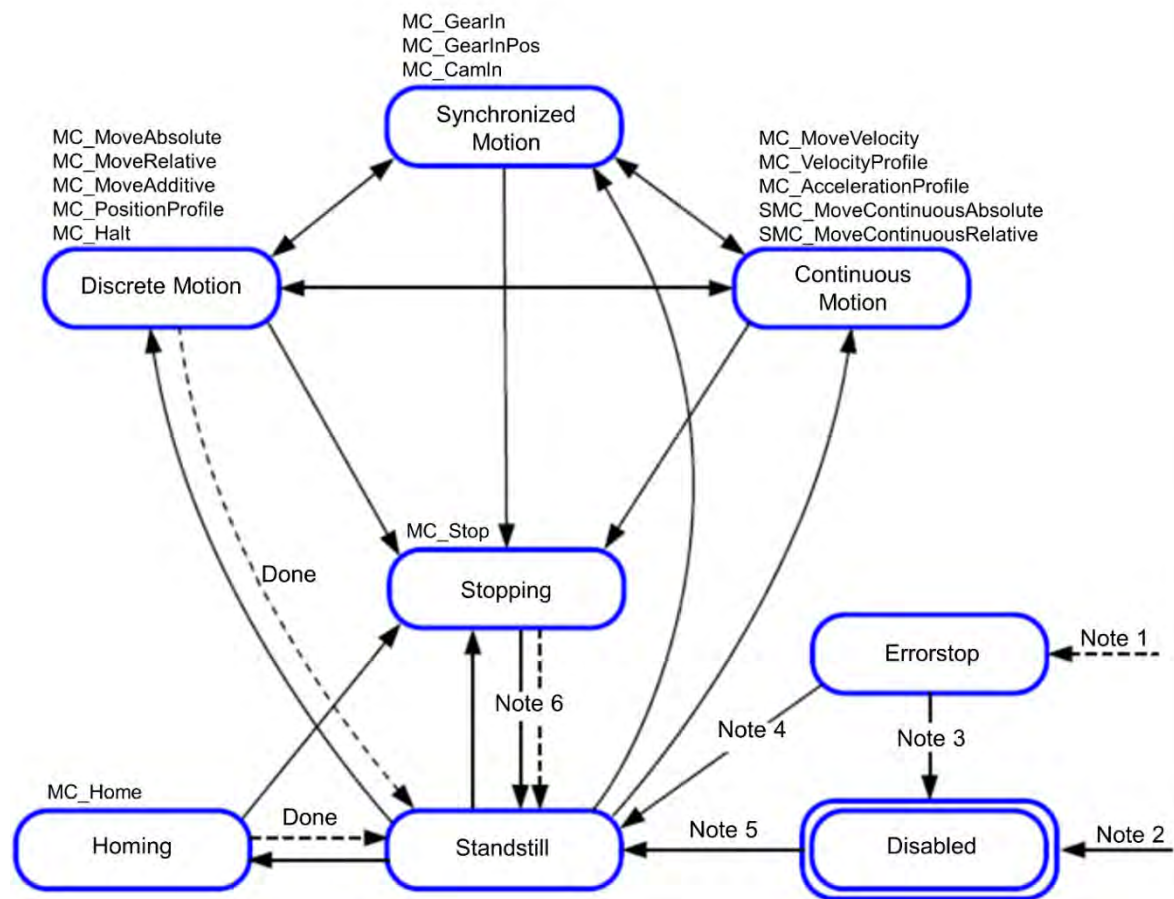 MC_GearIn
MC_GearInPos
MC_CamIn
Synchronized
Motion
MC_MoveAbsolute
MC_MoveRelative
MC_MoveAdditive
MC_PositionProfile
MC_Halt
Discrete Motion
MC_MoveVelocity
MC_VelocityProfile
MC_AccelerationProfile
SMC_MoveContinuousAbsolute
SMC_MoveContinuousRelative
Continuous
Motion
MC_Stop
Stopping
Done
Errorstop
Note 1
Note 6
Note 4
Note 3
MC_Home
Homing
Done
Standstill
Note 5
Disabled
Note 2